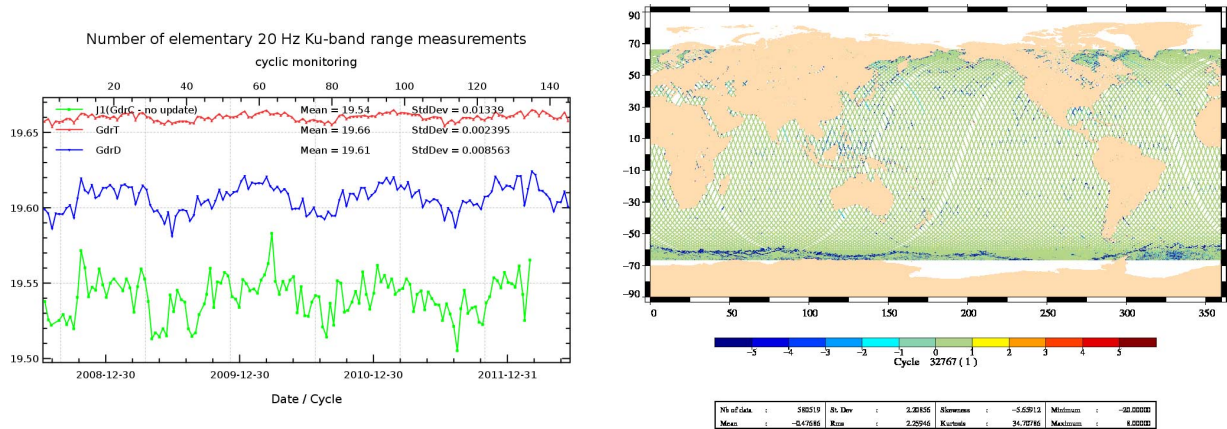 Number of elementary 20 Hz Ku-band range measurements
cyclic monitoring
20 40 60 80 100 120 140
J1(GdrC - no update) Mean = 19.54 StdDev = 0.01339
GdrT Mean = 19.66 StdDev = 0.002395
GdrD Mean = 19.61 StdDev = 0.008563
19.65
19.60
19.55
19.50
2008-12-30 2009-12-30 2010-12-30 2011-12-31
Date / Cycle
90
70
50
30
10
−10
−30
−50
−70
−90
0 50 100 150 200 250 300 350
−5 −4 −3 −2 −1 0 1 2 3 4 5
Cycle 32767 ( 1 )
Nb of data : 580519 St. Dev : 2.20856 Skewness : −5.65912 Minimum : −20.00000
Mean : −0.47686 Rms : 2.25946 Kurtosis : 34.70786 Maximum : 8.00000